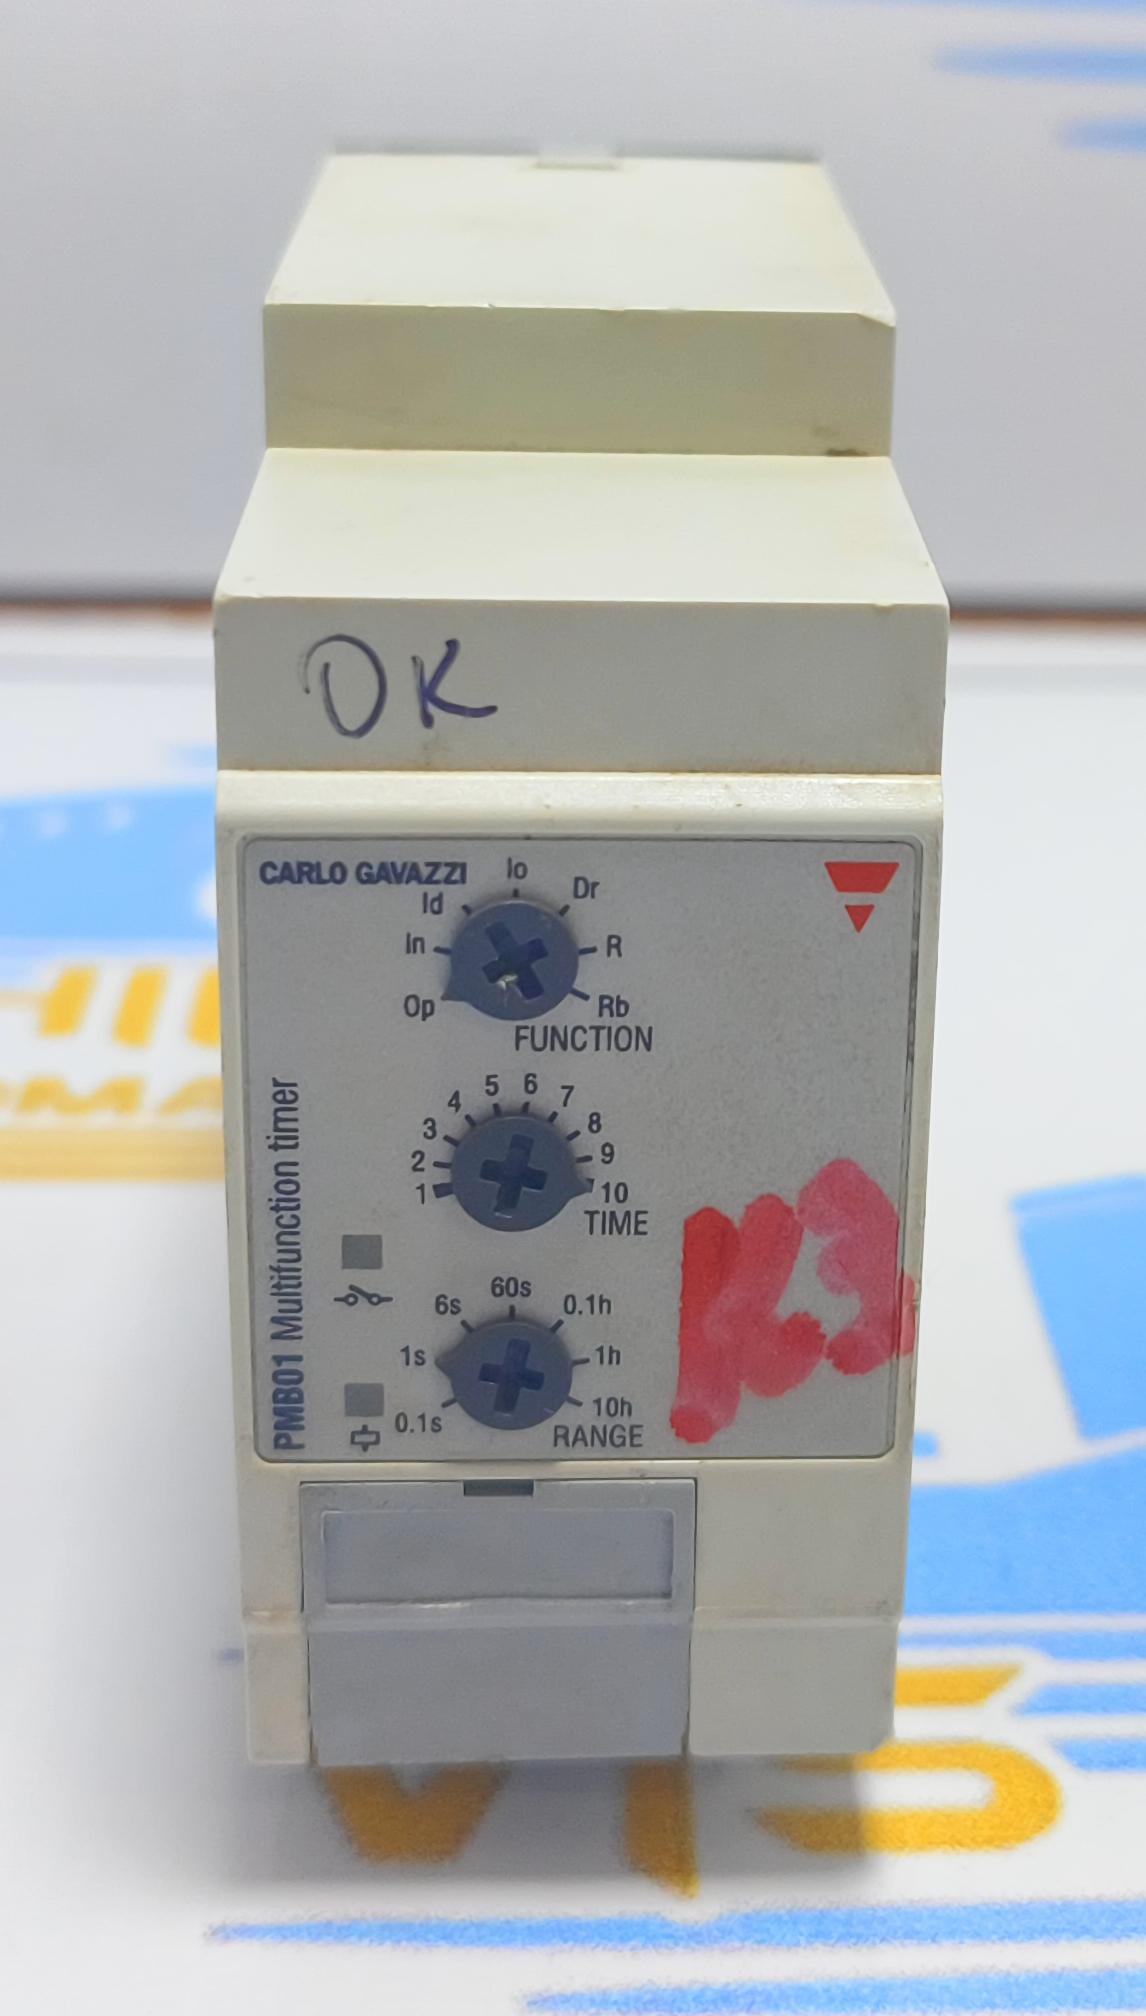 OK
CARLO GAVAZZI
Op In Id Io Dr R Rb
FUNCTION
1 2 3 4 5 6 7 8 9 10
TIME
0.1s 1s 6s 60s 0.1h 1h 10h
RANGE
PMB01 Multifunction timer